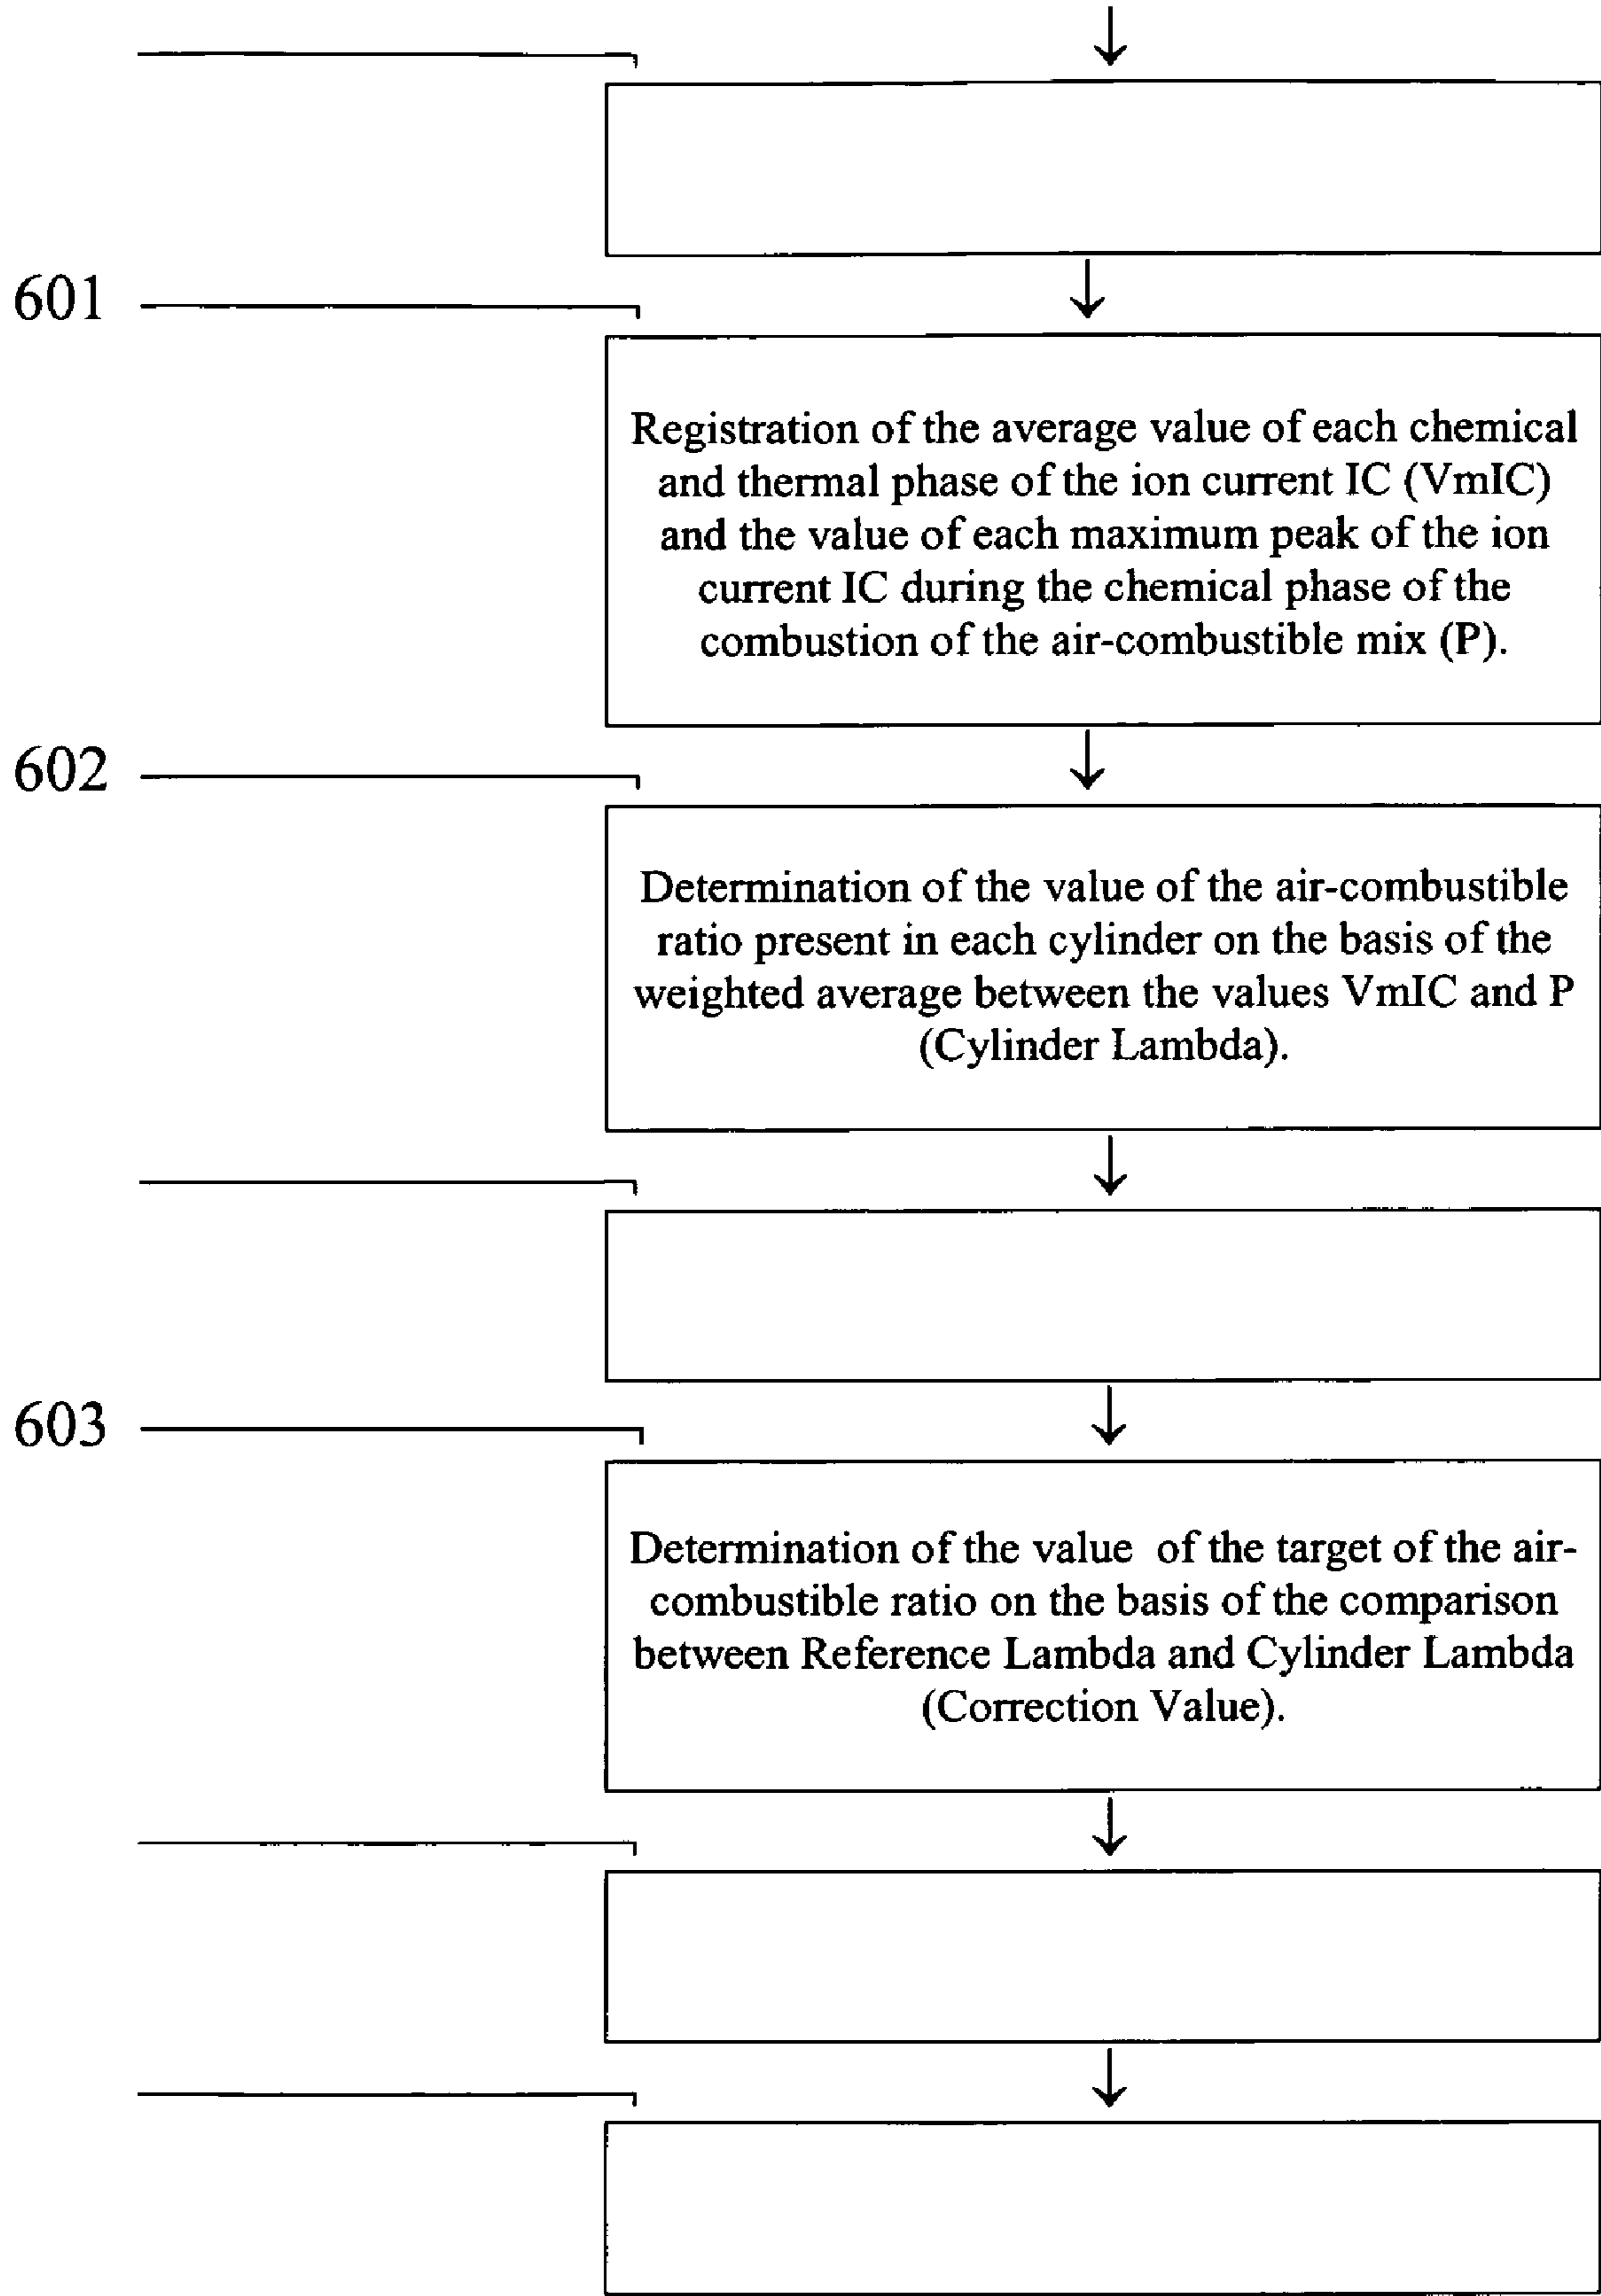 601
Registration of the average value of each chemical
and thermal phase of the ion current IC (VmIC)
and the value of each maximum peak of the ion
current IC during the chemical phase of the
combustion of the air-combustible mix (P).
602
Determination of the value of the air-combustible
ratio present in each cylinder on the basis of the
weighted average between the values VmIC and P
(Cylinder Lambda).
603
Determination of the value of the target of the air-
combustible ratio on the basis of the comparison
between Reference Lambda and Cylinder Lambda
(Correction Value).